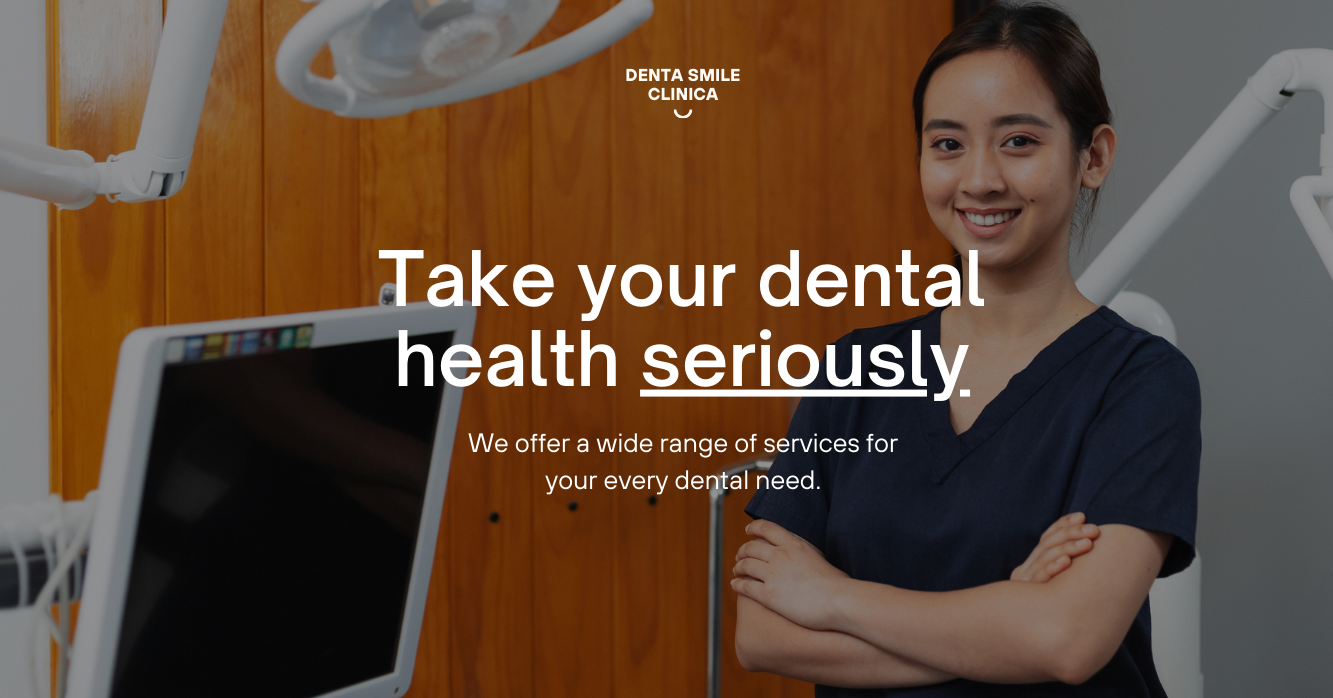 DENTA SMILE
CLINICA
Take your dental
health seriously
We offer a wide range of services for
your every dental need.